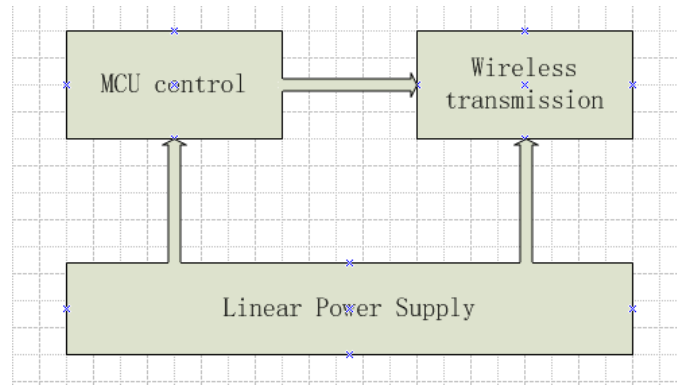 MCU control
Wireless
transmission
Linear Power Supply